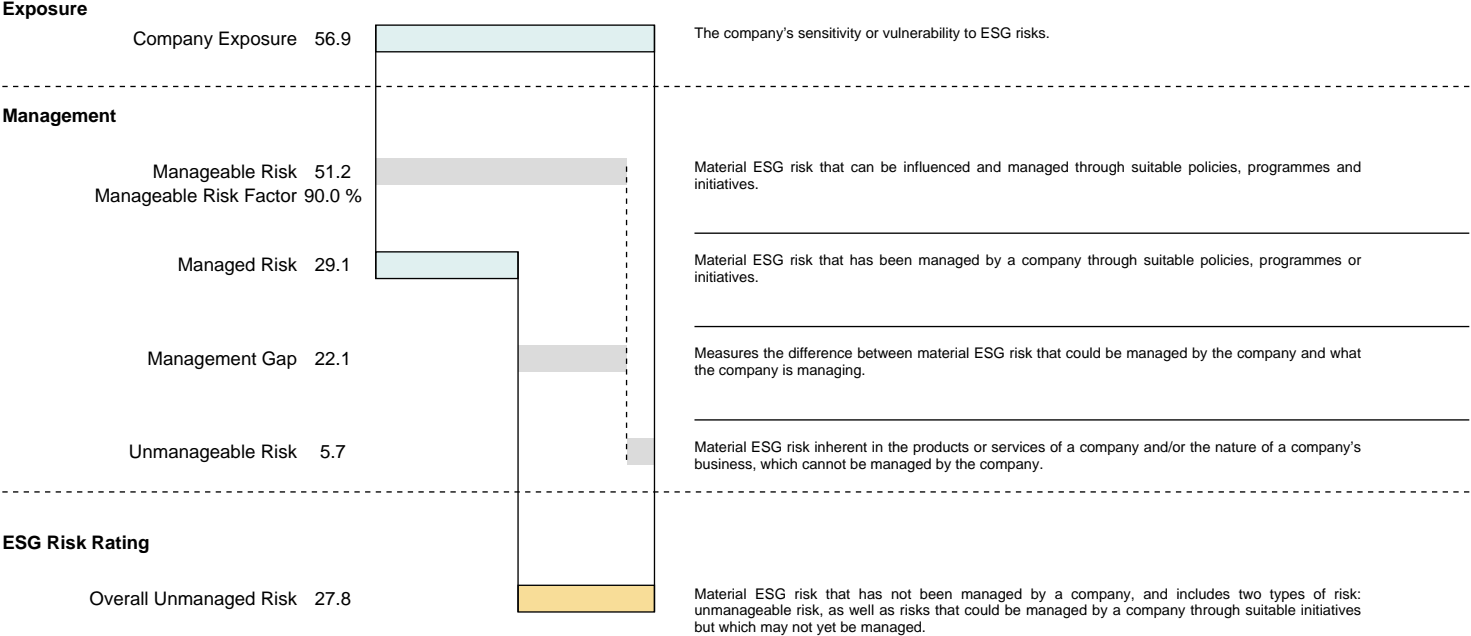 Exposure
Company Exposure 56.9
The company’s sensitivity or vulnerability to ESG risks.
Management
Manageable Risk 51.2
Manageable Risk Factor 90.0 %
Material ESG risk that can be influenced and managed through suitable policies, programmes and
initiatives.
Managed Risk 29.1
Material ESG risk that has been managed by a company through suitable policies, programmes or
initiatives.
Management Gap 22.1
Measures the difference between material ESG risk that could be managed by the company and what
the company is managing.
Unmanageable Risk 5.7
Material ESG risk inherent in the products or services of a company and/or the nature of a company’s
business, which cannot be managed by the company.
ESG Risk Rating
Overall Unmanaged Risk 27.8
Material ESG risk that has not been managed by a company, and includes two types of risk:
unmanageable risk, as well as risks that could be managed by a company through suitable initiatives
but which may not yet be managed.